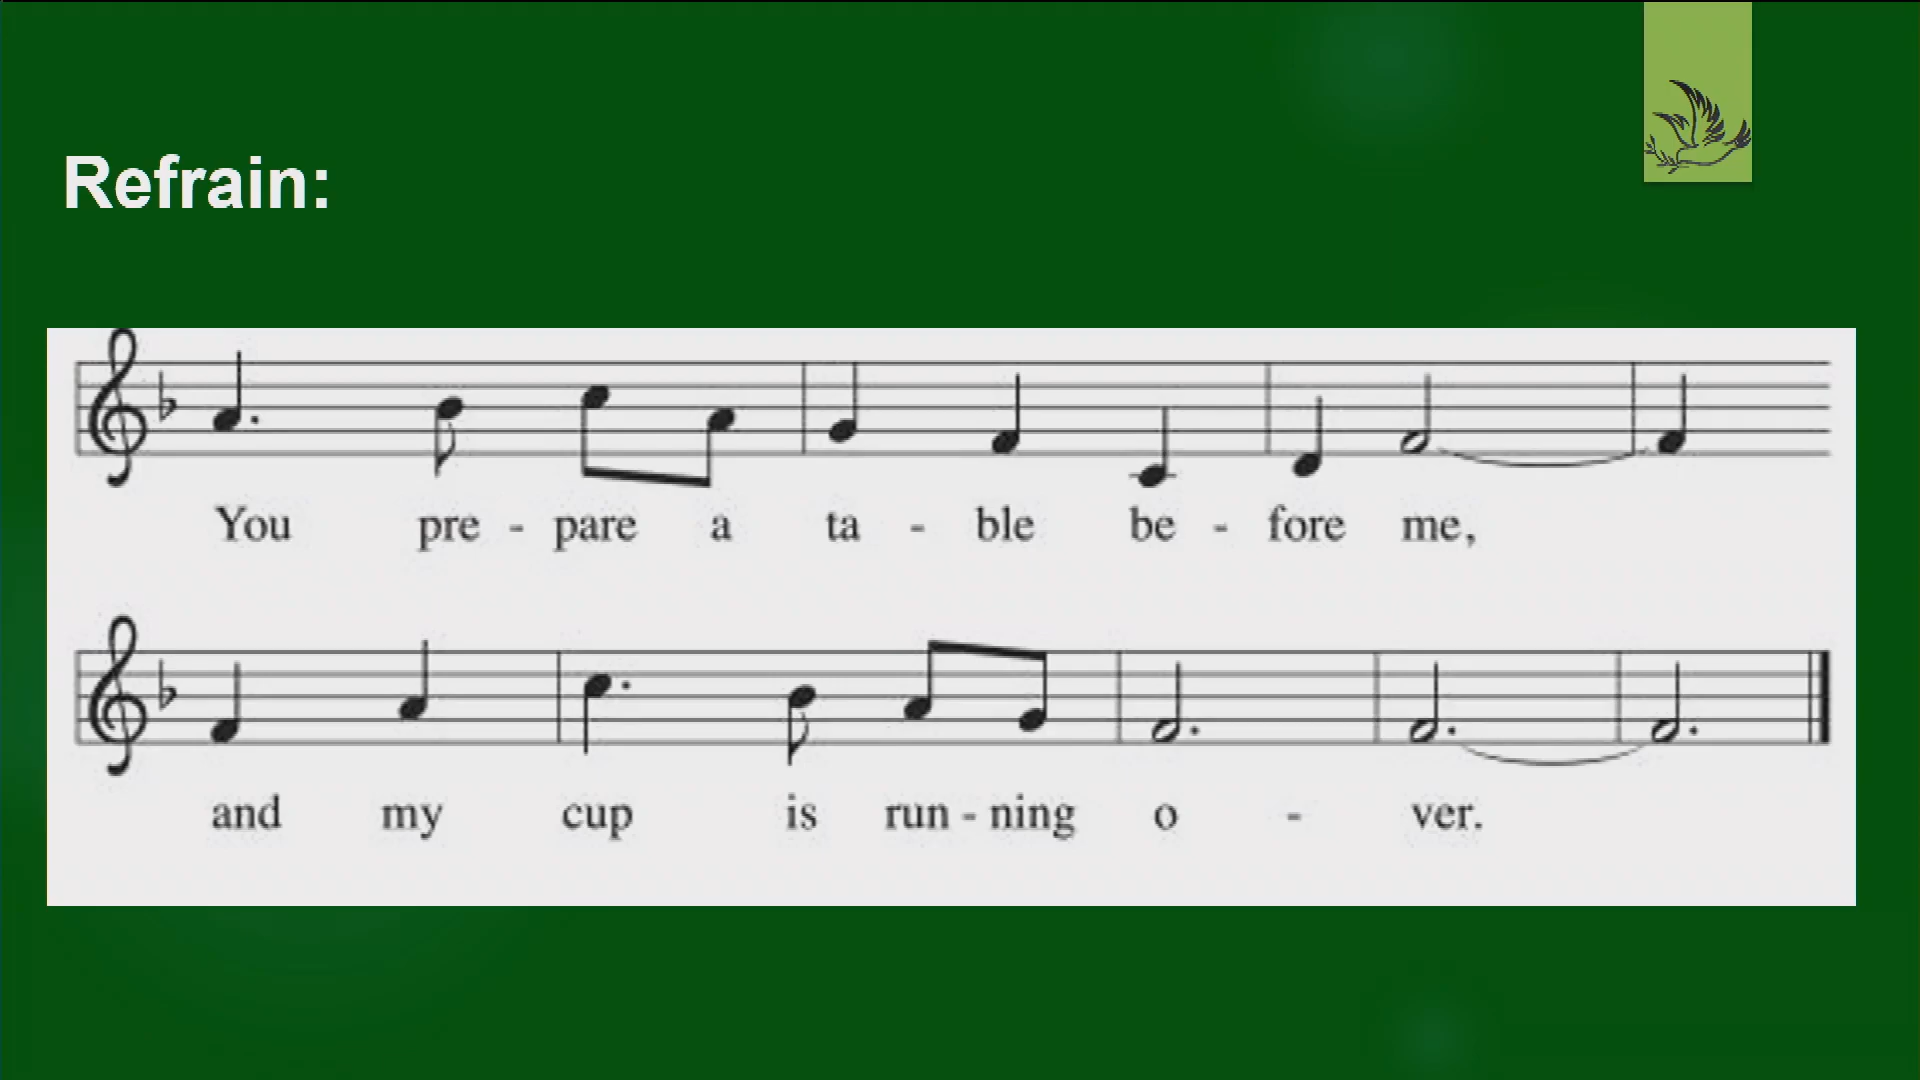 Refrain:
You pre - pare a ta - ble be - fore me,
and my cup is run - ning o - ver.